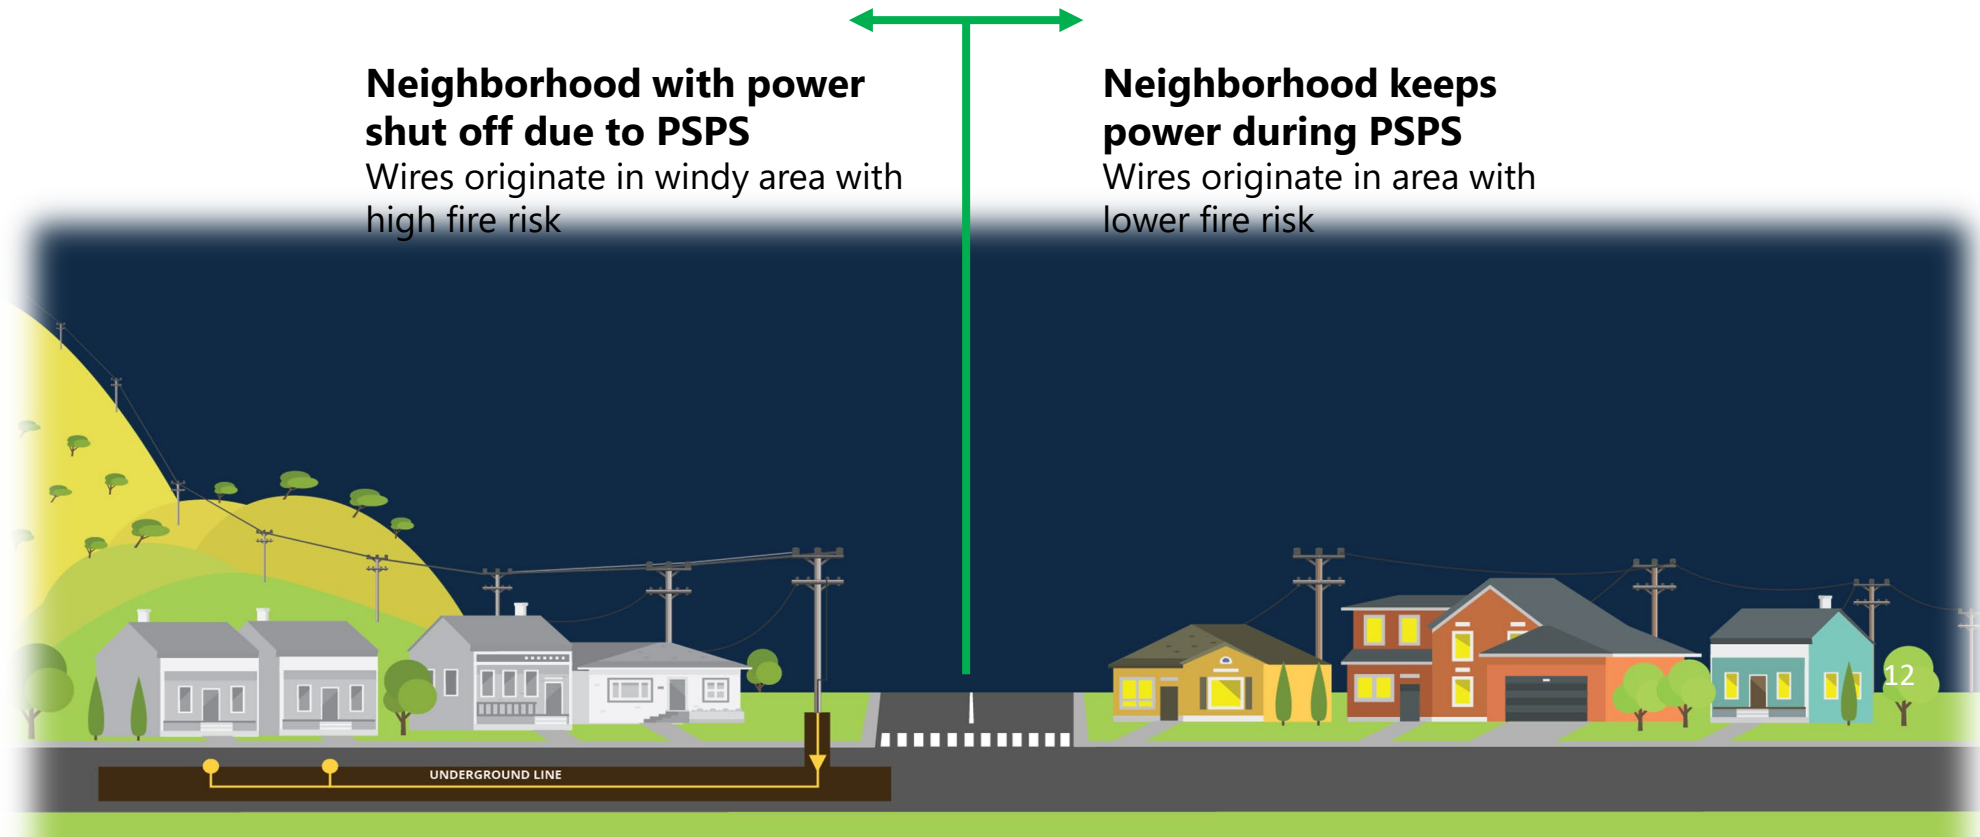 Neighborhood with power
shut off due to PSPS
Wires originate in windy area with
high fire risk
Neighborhood keeps
power during PSPS
Wires originate in area with
lower fire risk
12
UNDERGROUND LINE